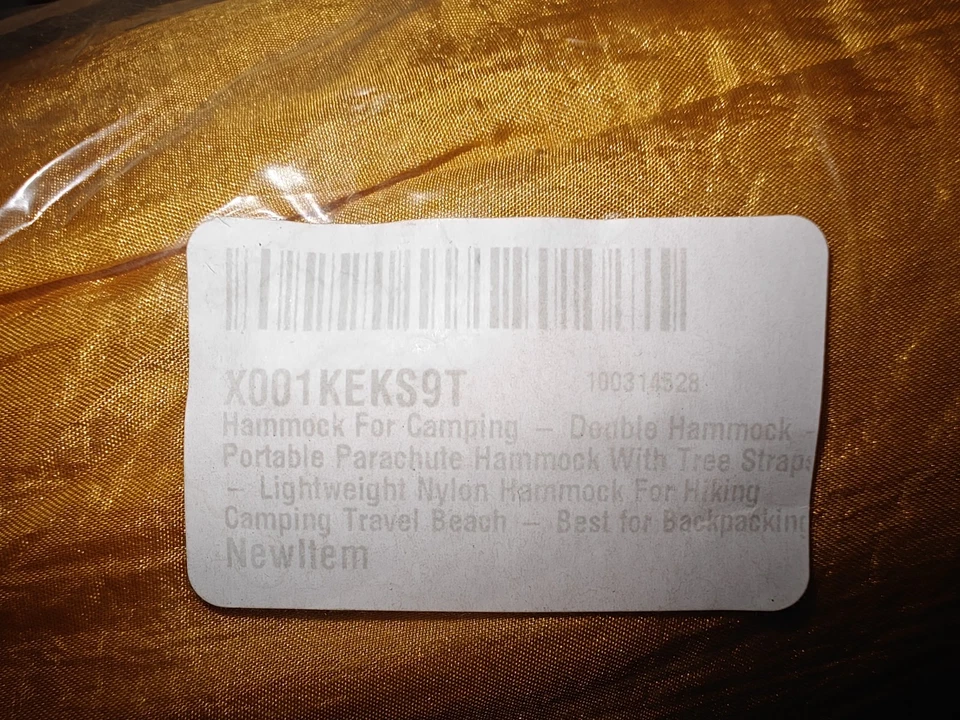 X001KEKS9T 100314528
Hammock For Camping – Double Hammock -
Portable Parachute Hammock With Tree Straps
– Lightweight Nylon Hammock For Hiking
Camping Travel Beach – Best for Backpacking
NewItem